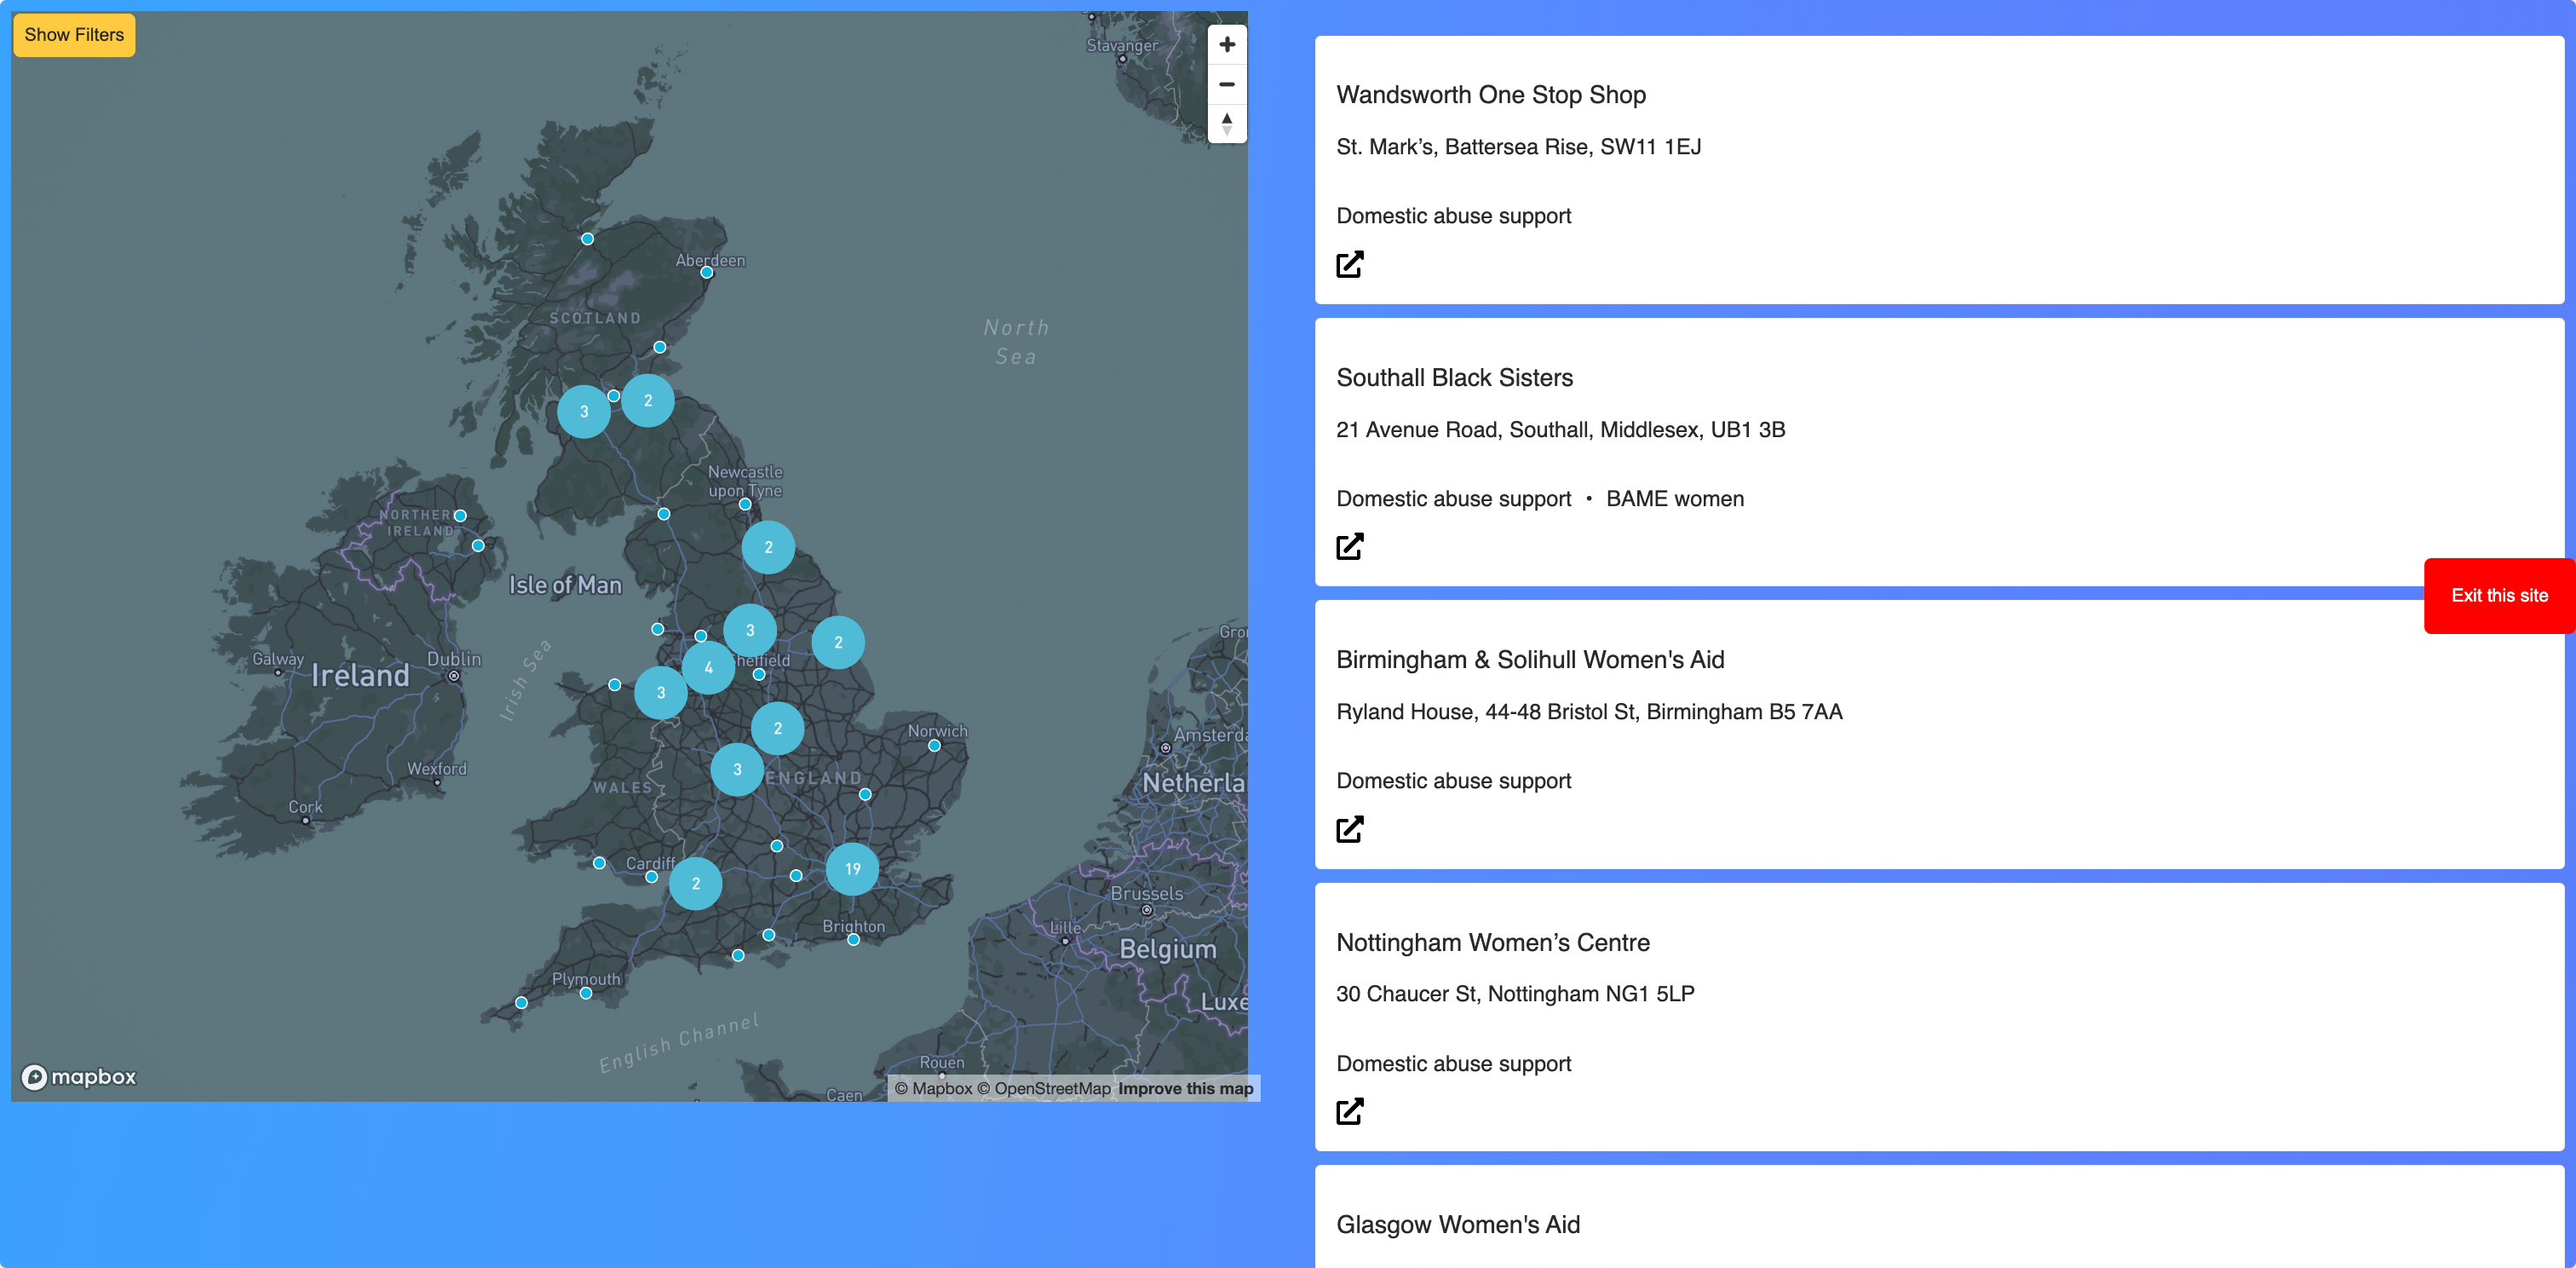 Show Filters
Stavanger
Aberdeen
SCOTLAND
North
Sea
3
2
Newcastle
upon Tyne
NORTHER
IRELAND
2
Isle of Man
3
2
Galway
Ireland
Dublin
Irish Sea
4
heffield
3
2
Norwich
Amsterda
Wexford
3
ENGLAND
WALES
Netherla
Cork
Cardiff
2
19
Brussels
Brighton
Lille
Belgium
Plymouth
Luxe
English Channel
Rouen
Caen
Gro
mapbox
© Mapbox © OpenStreetMap Improve this map
Wandsworth One Stop Shop
St. Mark’s, Battersea Rise, SW11 1EJ
Domestic abuse support
Southall Black Sisters
21 Avenue Road, Southall, Middlesex, UB1 3B
Domestic abuse support • BAME women
Exit this site
Birmingham & Solihull Women's Aid
Ryland House, 44-48 Bristol St, Birmingham B5 7AA
Domestic abuse support
Nottingham Women’s Centre
30 Chaucer St, Nottingham NG1 5LP
Domestic abuse support
Glasgow Women's Aid